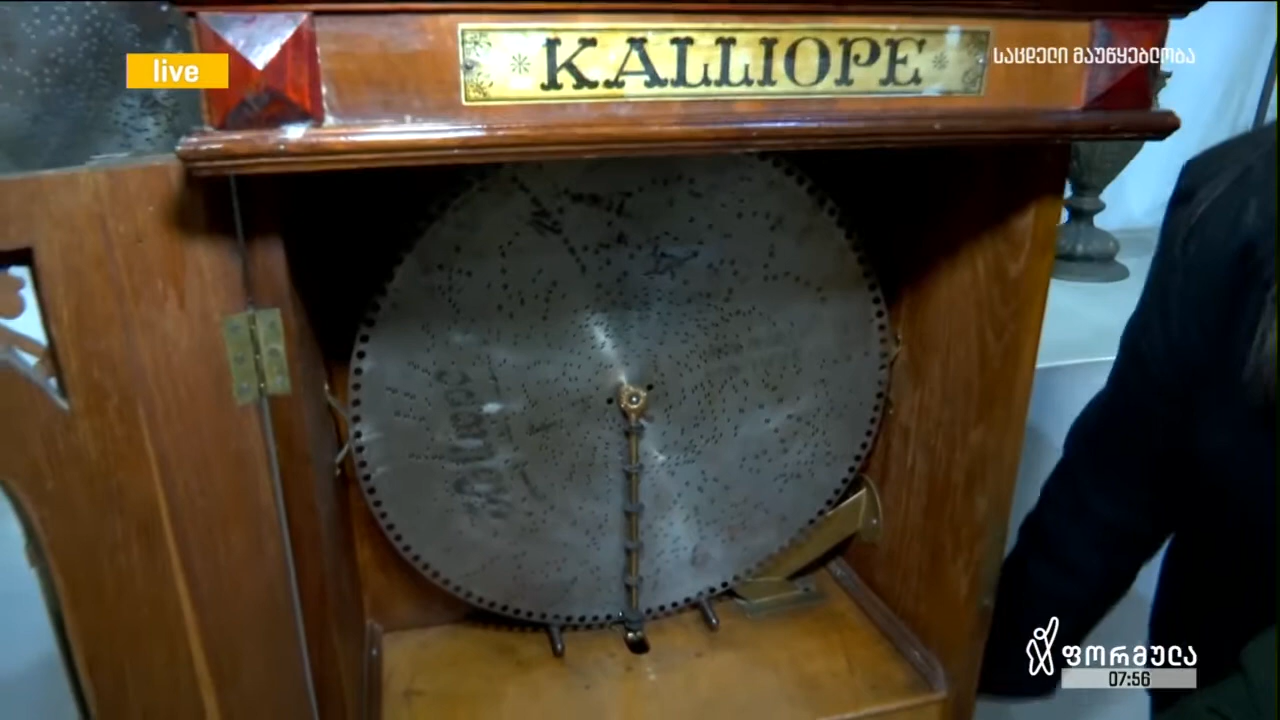 live
KALLIOPE
ᲡᲐᲪᲓᲔᲚᲘ ᲛᲐᲣᲬᲧᲔᲑᲚᲝᲑᲐ
ᲤᲝᲠᲛᲣᲚᲐ
07:56